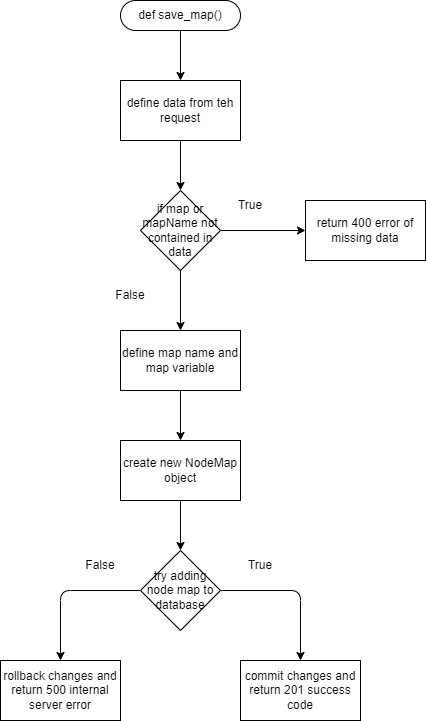 def save_map()
define data from teh
request
if map or
mapName not
contained in
data
True
return 400 error of
missing data
False
define map name and
map variable
create new NodeMap
object
False
try adding
node map to
database
True
rollback changes and
return 500 internal
server error
commit changes and
return 201 success
code